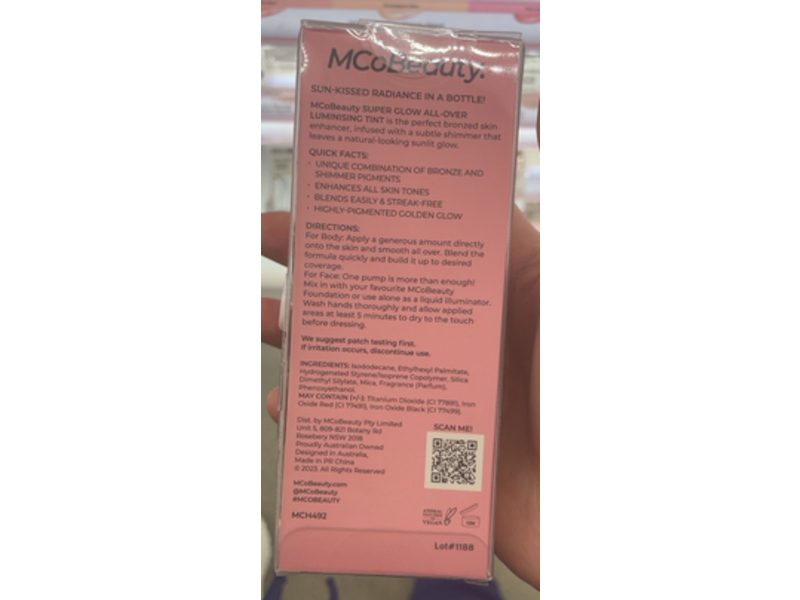 MCoBeauty.
SUN-KISSED RADIANCE IN A BOTTLE!
MCoBeauty SUPER GLOW ALL-OVER
LUMINISING TINT is the perfect bronzed skin
enhancer, infused with a subtle shimmer that
leaves a natural-looking sunlit glow.
QUICK FACTS:
• UNIQUE COMBINATION OF BRONZE AND
SHIMMER PIGMENTS
• ENHANCES ALL SKIN TONES
• BLENDS EASILY & STREAK-FREE
• HIGHLY-PIGMENTED GOLDEN GLOW
DIRECTIONS:
For Body: Apply a generous amount directly
onto the skin and smooth all over. Blend the
formula quickly and build it up to desired
coverage.
For Face: One pump is more than enough!
Mix in with your favourite MCoBeauty
Foundation or use alone as a liquid illuminator.
Wash hands thoroughly and allow applied
areas at least 5 minutes to dry to the touch
before dressing.
We suggest patch testing first.
If irritation occurs, discontinue use.
INGREDIENTS: Isododecane, Ethylhexyl Palmitate,
Hydrogenated Styrene/Isoprene Copolymer, Silica
Dimethyl Silylate, Mica, Fragrance (Parfum),
Phenoxyethanol.
MAY CONTAIN (+/-): Titanium Dioxide (CI 77891), Iron
Oxide Red (CI 77491), Iron Oxide Black (CI 77499).
Dist. by MCoBeauty Pty Limited
Unit 5, 809-821 Botany Rd
Rosebery NSW 2018
Proudly Australian Owned
Designed in Australia,
Made in PR China
© 2023. All Rights Reserved
SCAN ME!
MCoBeauty.com
@MCoBeauty
#MCOBEAUTY
MCH492
VEGAN
12M
Lot#1188